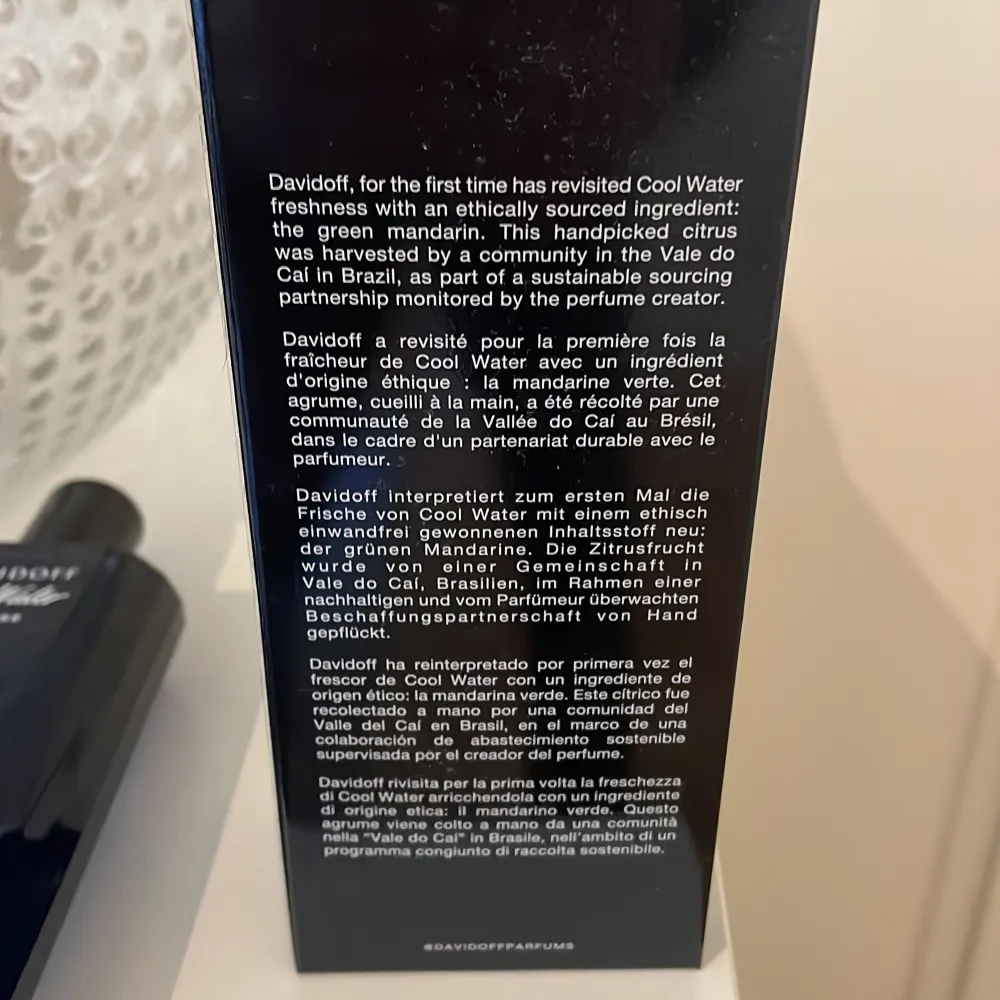 Davidoff, for the first time has revisited Cool Water
freshness with an ethically sourced ingredient:
the green mandarin. This handpicked citrus
was harvested by a community in the Vale do
Caí in Brazil, as part of a sustainable sourcing
partnership monitored by the perfume creator.
Davidoff a revisité pour la première fois la
fraîcheur de Cool Water avec un ingrédient
d'origine éthique : la mandarine verte. Cet
agrume, cueilli à la main, a été récolté par une
communauté de la Vallée do Caí au Brésil,
dans le cadre d'un partenariat durable avec le
parfumeur.
Davidoff interpretiert zum ersten Mal die
Frische von Cool Water mit einem ethisch
einwandfrei gewonnenen Inhaltsstoff neu:
der grünen Mandarine. Die Zitrusfrucht
wurde von einer Gemeinschaft in
Vale do Caí, Brasilien, im Rahmen einer
nachhaltigen und vom Parfümeur überwachten
Beschaffungspartnerschaft von Hand
gepflückt.
Davidoff ha reinterpretado por primera vez el
frescor de Cool Water con un ingrediente de
origen ético: la mandarina verde. Este cítrico fue
recolectado a mano por una comunidad del
Valle del Caí en Brasil, en el marco de una
colaboración de abastecimiento sostenible
supervisada por el creador del perfume.
Davidoff rivisita per la prima volta la freschezza
di Cool Water arricchendola con un ingrediente
di origine etica: il mandarino verde. Questo
agrume viene colto a mano da una comunità
nella "Vale do Caí" in Brasile, nell'ambito di un
programma congiunto di raccolta sostenibile.
@DAVIDOFFPARFUMS
IDOFF
Water